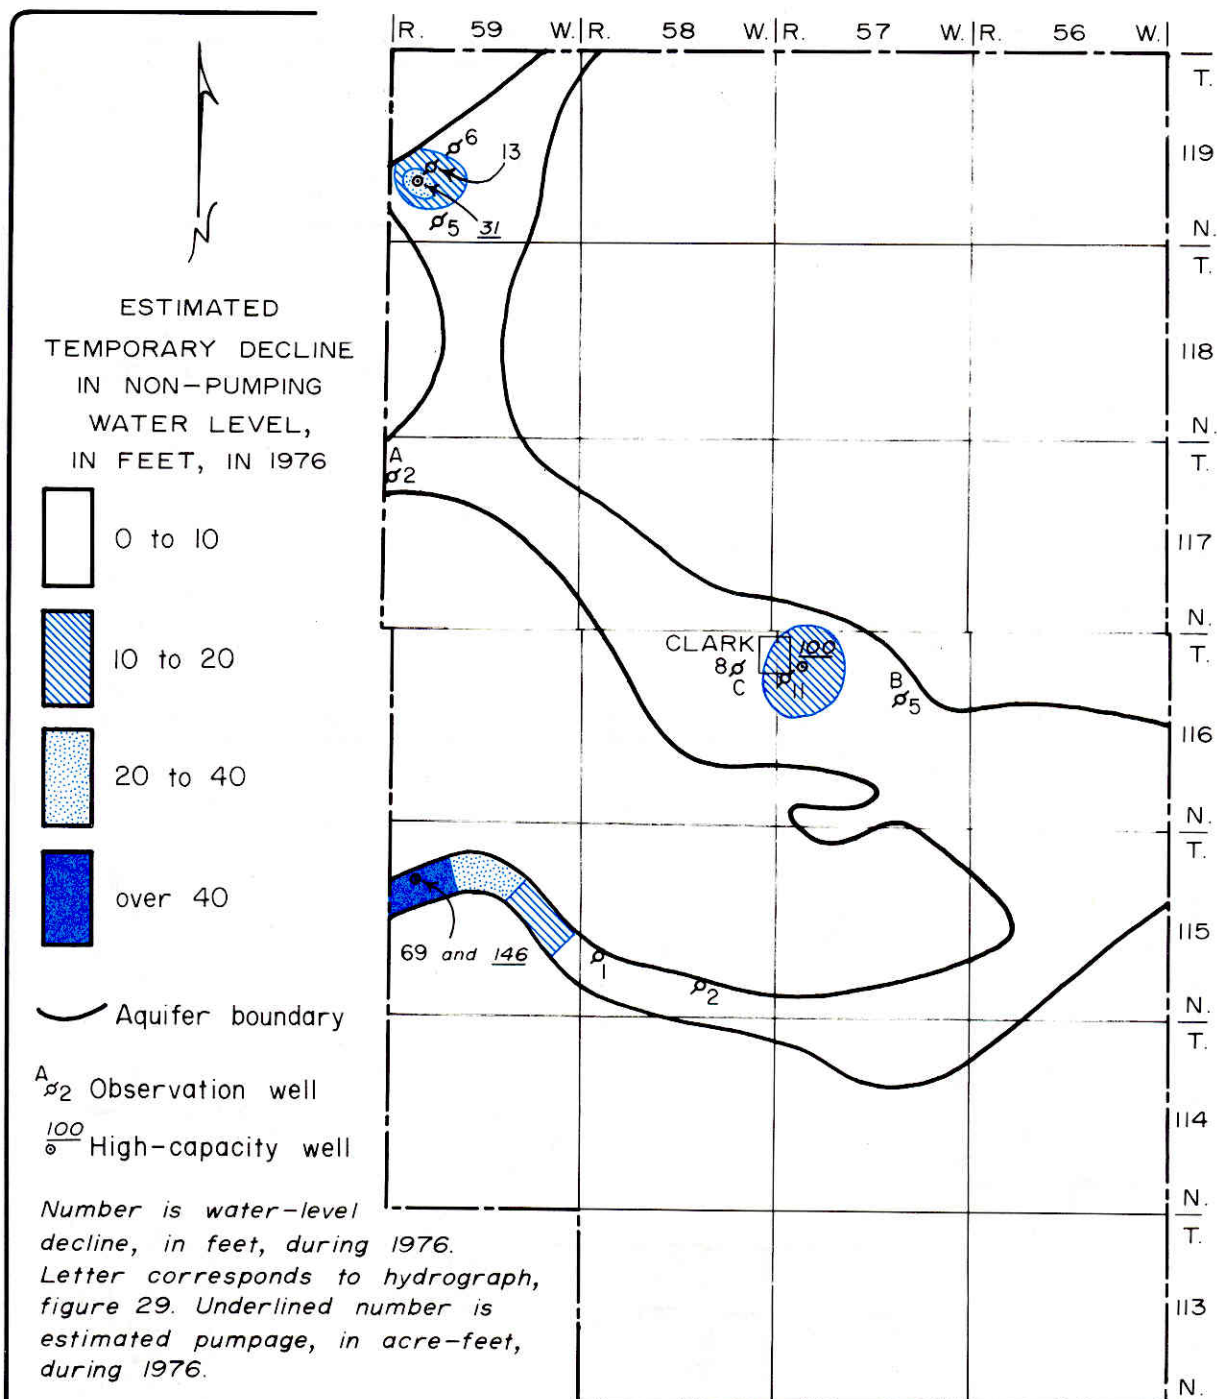 R. 59 W. R. 58 W. R. 57 W. R. 56 W.
T.
119
N.
T.
118
N.
T.
117
N.
T.
116
N.
T.
115
N.
T.
114
N.
T.
113
N.
N
6
13
5
31
A
2
CLARK
100
8
C
11
B
5
69 and 146
1
2
ESTIMATED
TEMPORARY DECLINE
IN NON-PUMPING
WATER LEVEL,
IN FEET, IN 1976
0 to 10
10 to 20
20 to 40
over 40
Aquifer boundary
A 2 Observation well
100 High-capacity well
Number is water-level
decline, in feet, during 1976.
Letter corresponds to hydrograph,
figure 29. Underlined number is
estimated pumpage, in acre-feet,
during 1976.